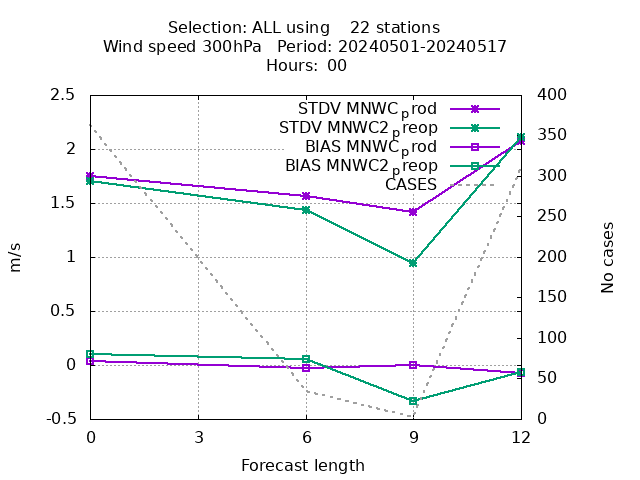 Selection: ALL using    22 stations
Wind speed 300hPa   Period: 20240501-20240517
Hours: 00
STDV MNWC_prod
STDV MNWC2_preop
BIAS MNWC_prod
BIAS MNWC2_preop
CASES
2.5
2
1.5
1
0.5
0
-0.5
m/s
400
350
300
250
200
150
100
50
0
No cases
0 3 6 9 12
Forecast length